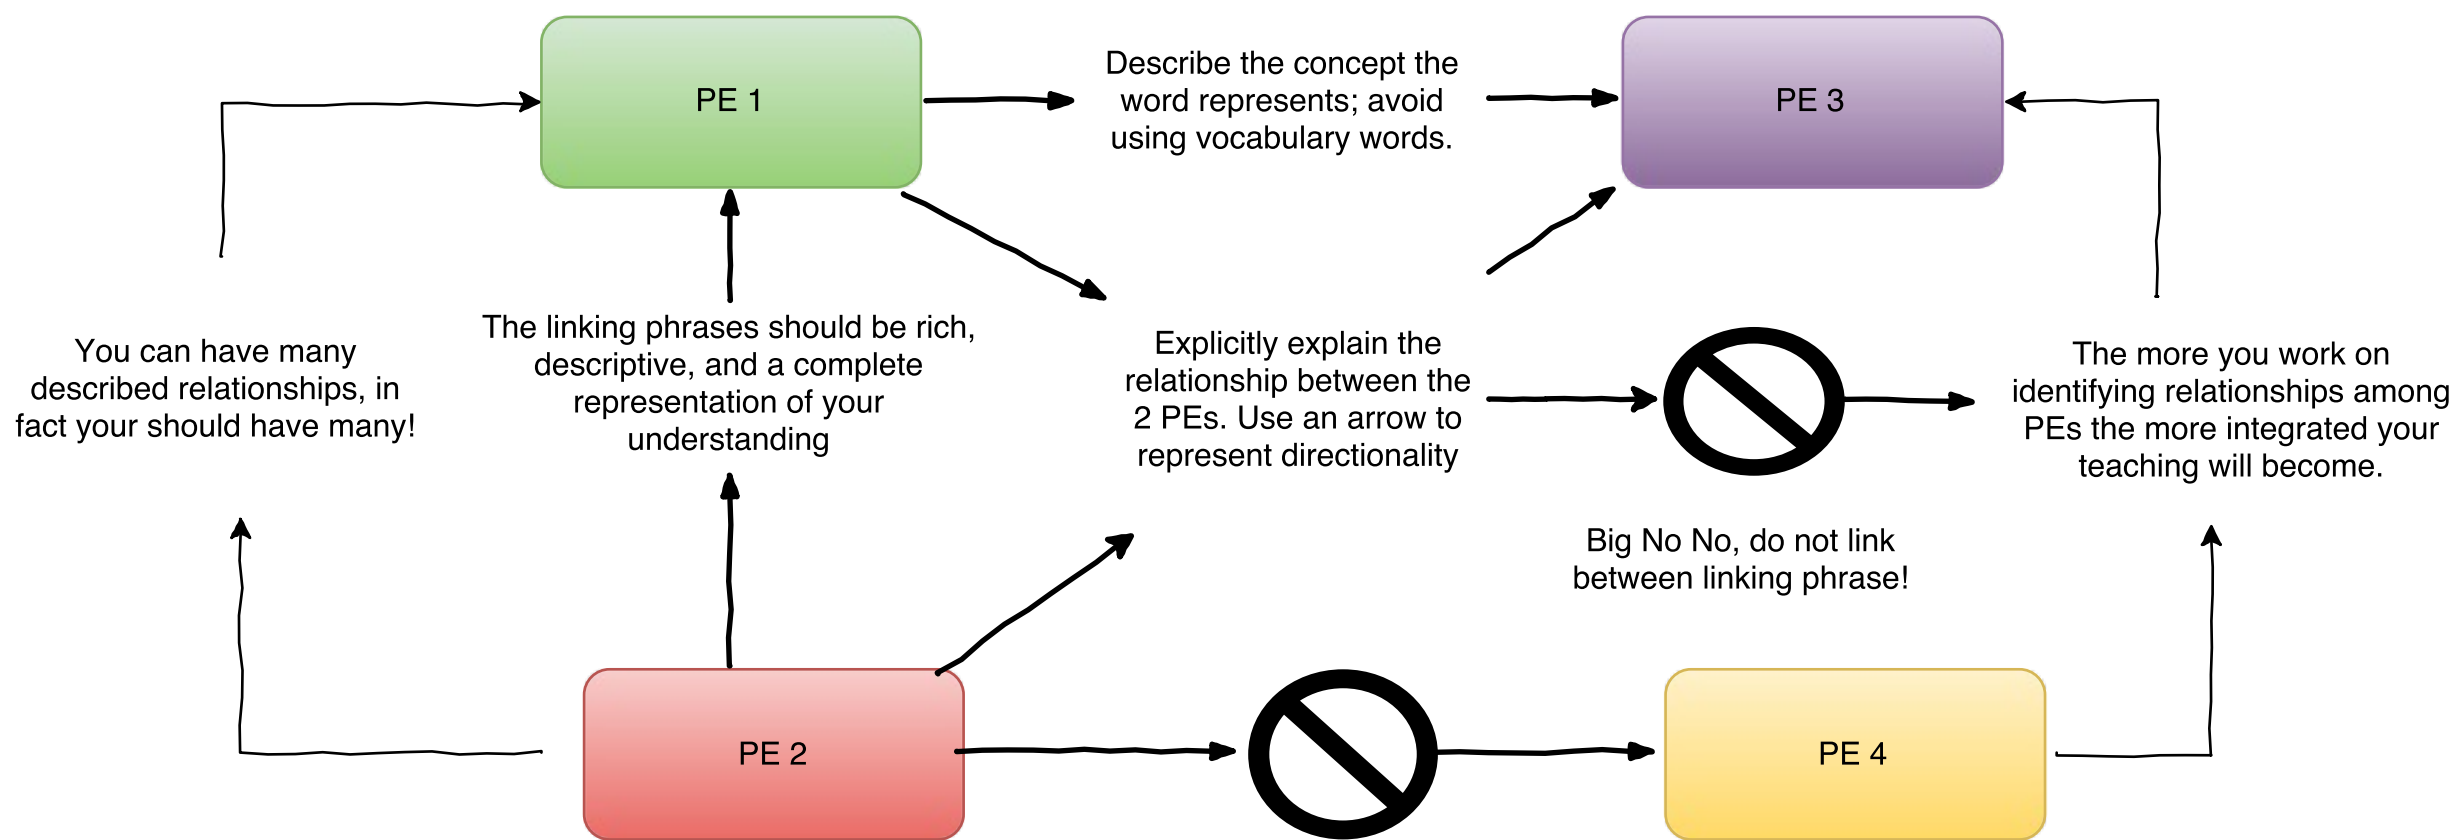 PE 1
Describe the concept the
word represents; avoid
using vocabulary words.
PE 3
You can have many
described relationships, in
fact your should have many!
The linking phrases should be rich,
descriptive, and a complete
representation of your
understanding
Explicitly explain the
relationship between the
2 PEs. Use an arrow to
represent directionality
The more you work on
identifying relationships among
PEs the more integrated your
teaching will become.
Big No No, do not link
between linking phrase!
PE 2
PE 4